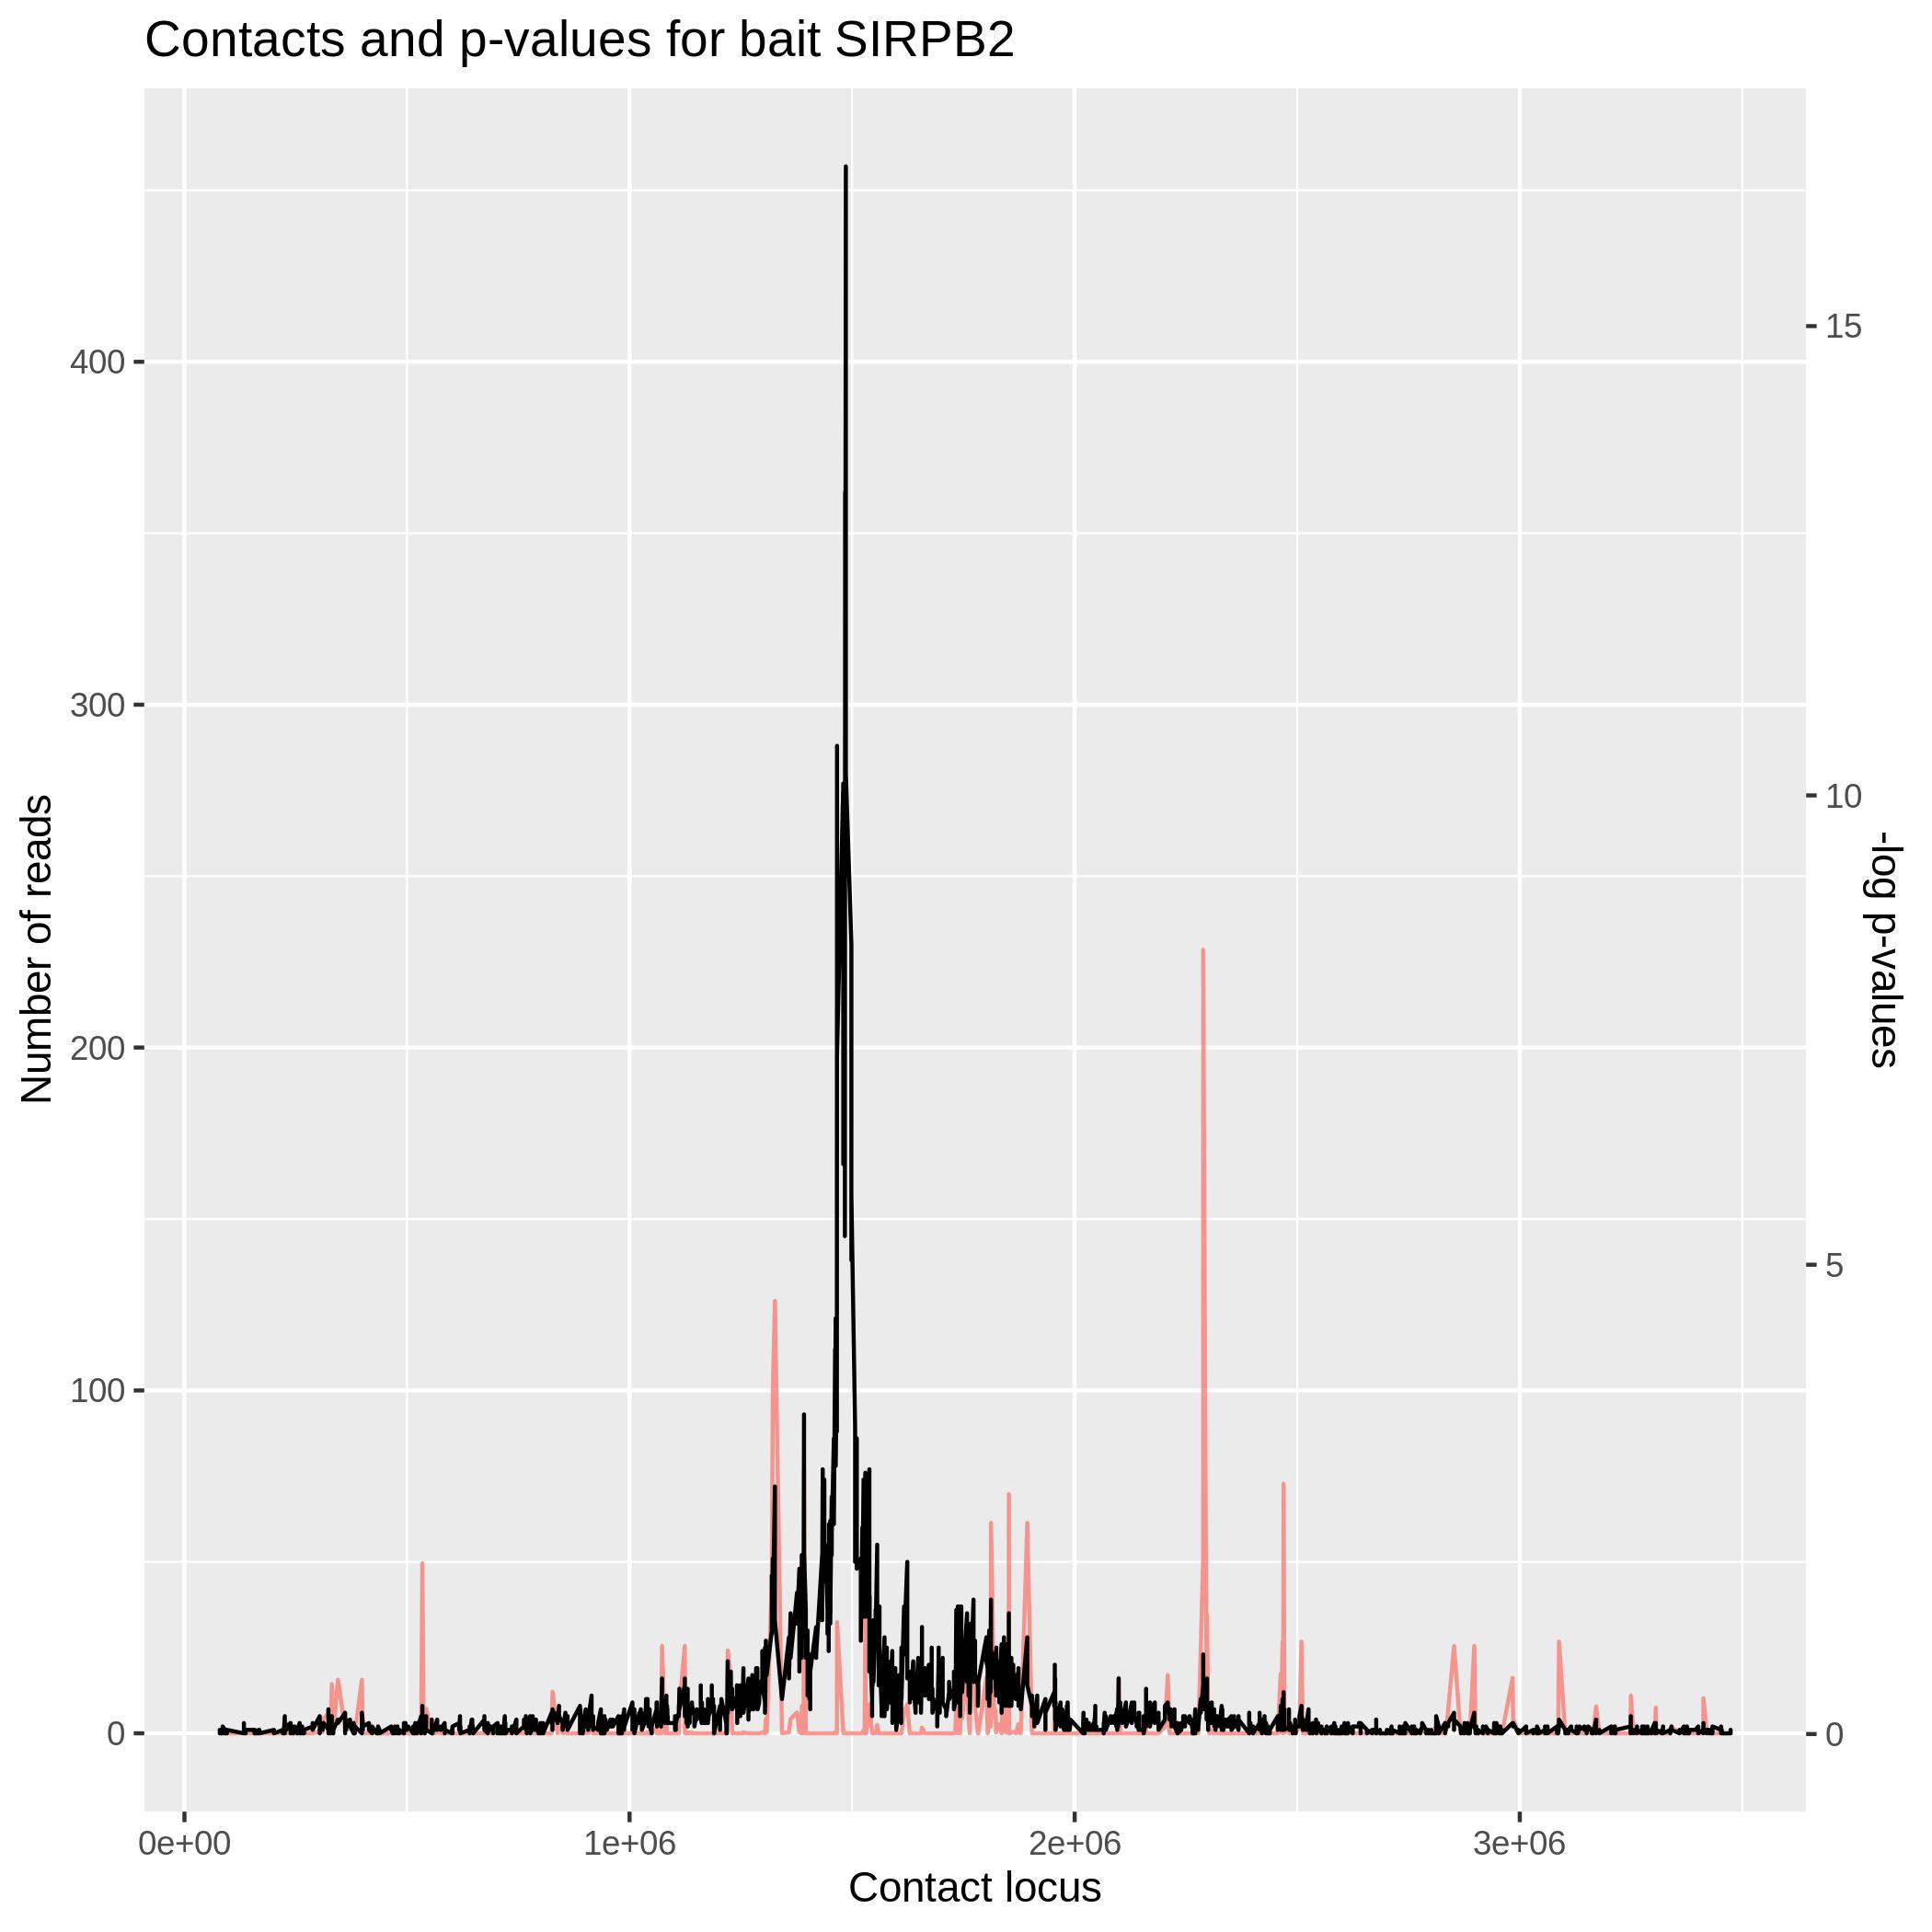 Contacts and p-values for bait SIRPB2
Number of reads
400
300
200
100
0
15
10
5
0
-log p-values
0e+00 1e+06 2e+06 3e+06
Contact locus